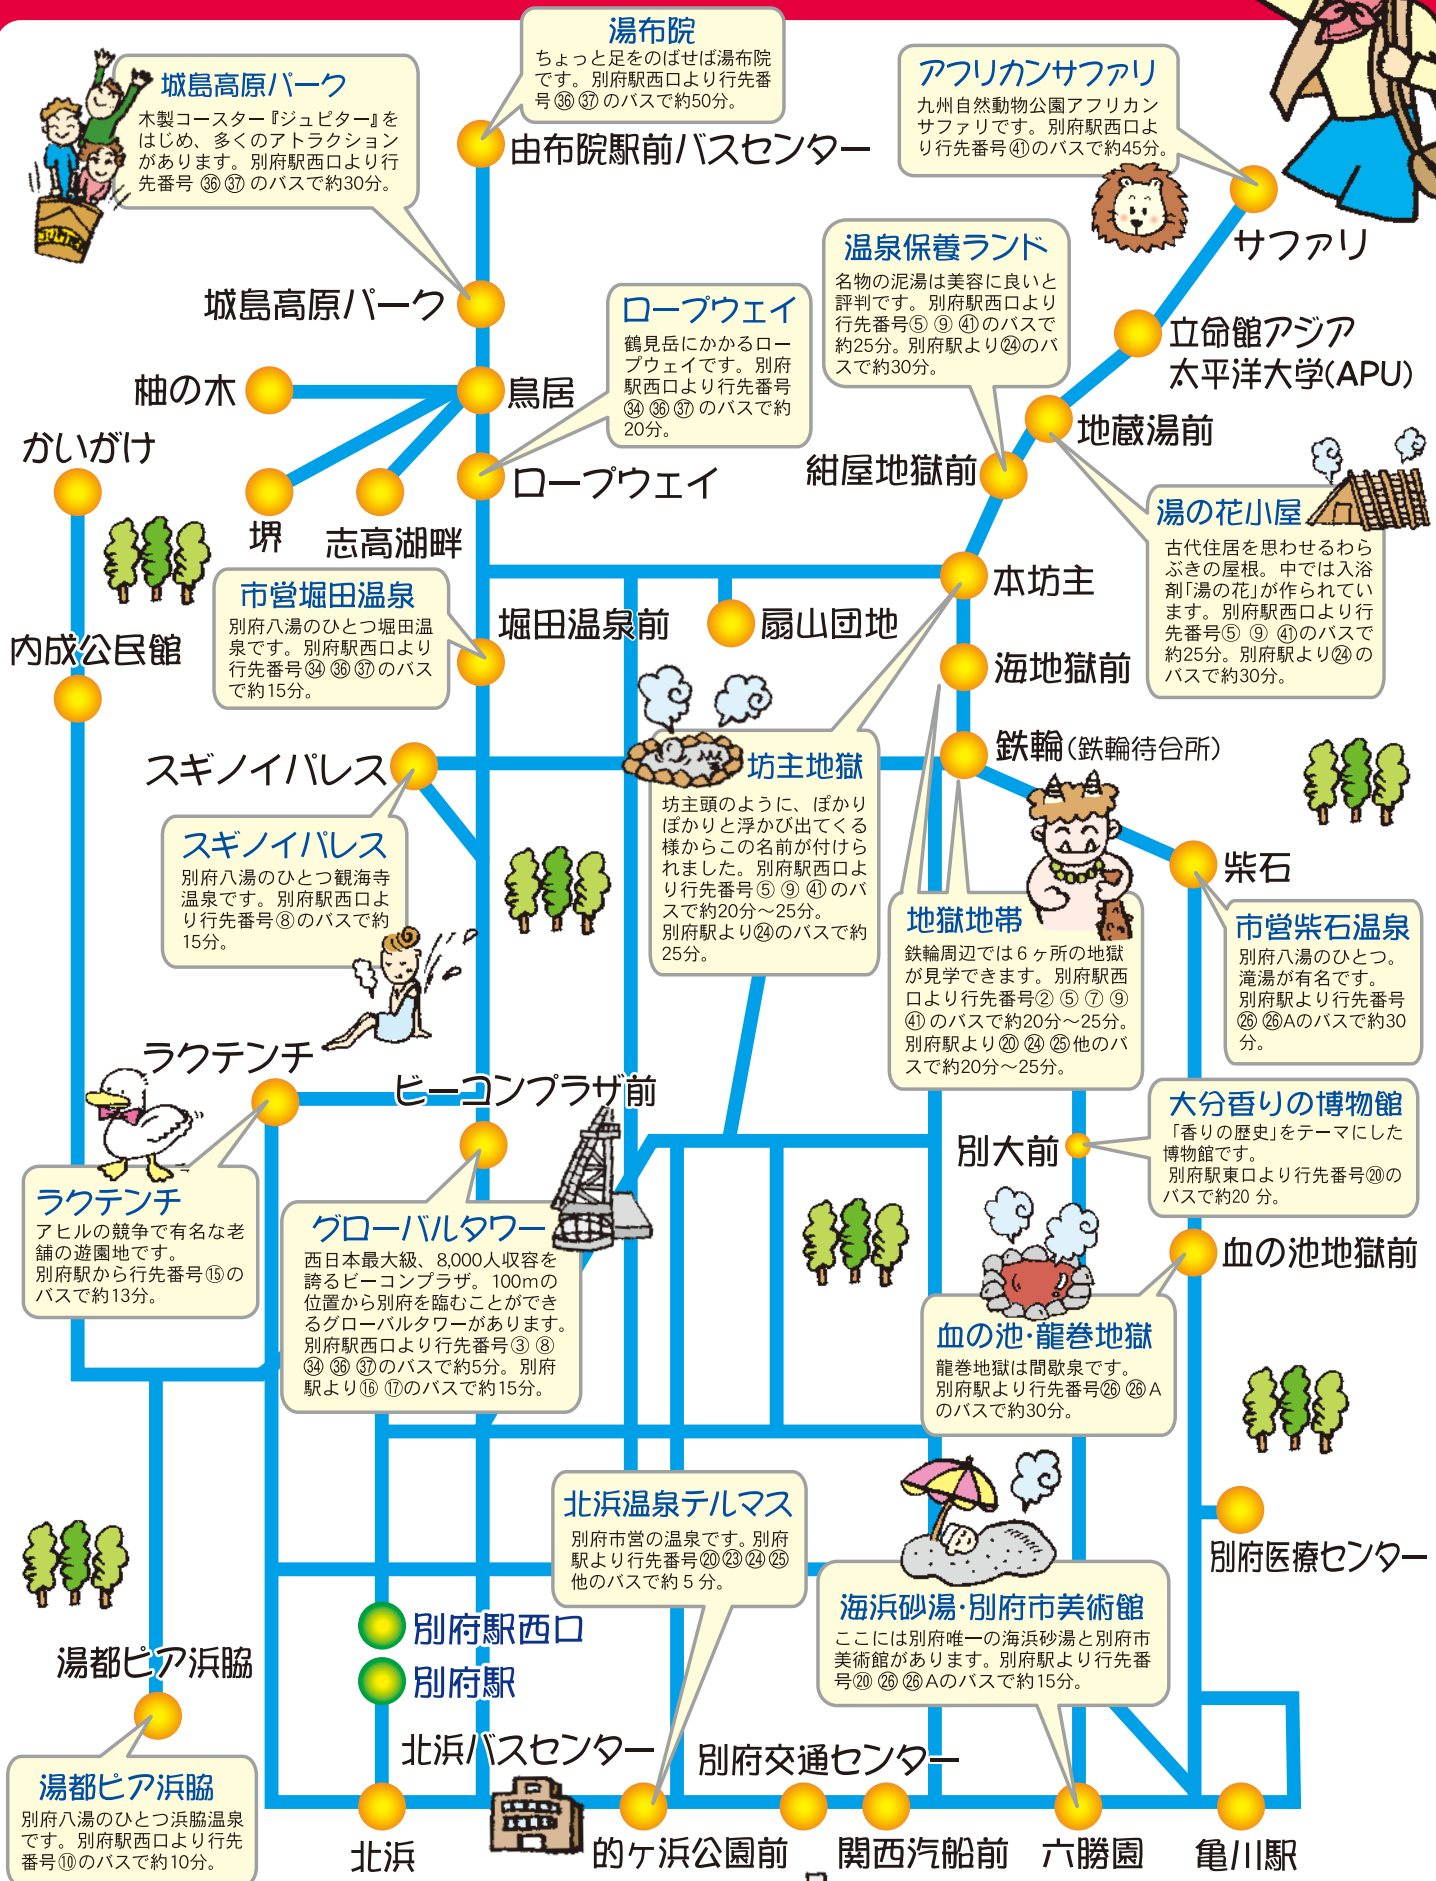 湯布院
ちょっと足をのばせば湯布院
です。別府駅西口より行先番
号㊱㊲のバスで約50分。
由布院駅前バスセンター
城島高原パーク
木製コースター『ジュピター』を
はじめ、多くのアトラクション
があります。別府駅西口より行
先番号 ㊱㊲ のバスで約30分。
城島高原パーク
アフリカンサファリ
九州自然動物公園アフリカン
サファリです。別府駅西口よ
り行先番号㊶のバスで約45分。
サファリ
温泉保養ランド
名物の泥湯は美容に良いと
評判です。別府駅西口より
行先番号⑤ ⑨ ㊶のバスで
約25分。別府駅より㉔のバ
スで約30分。
ロープウェイ
鶴見岳にかかるロー
プウェイです。別府
駅西口より行先番号
㉞ ㊱ ㊲ のバスで約
20分。
立命館アジア
太平洋大学(APU)
柚の木
鳥居
地蔵湯前
かいがけ
ロープウェイ
紺屋地獄前
堺
志高湖畔
湯の花小屋
古代住居を思わせるわら
ぶきの屋根。中では入浴
剤「湯の花」が作られてい
ます。別府駅西口より行
先番号⑤ ⑨ ㊶のバスで
約25分。別府駅より㉔の
バスで約30分。
本坊主
市営堀田温泉
別府八湯のひとつ堀田温
泉です。別府駅西口より
行先番号㉞ ㊱ ㊲のバス
で約15分。
堀田温泉前
扇山団地
内成公民館
海地獄前
スギノイパレス
鉄輪(鉄輪待合所)
坊主地獄
坊主頭のように、ぽかり
ぽかりと浮かび出てくる
様からこの名前が付けら
れました。別府駅西口よ
り行先番号⑤ ⑨ ㊶のバ
スで約20分〜25分。
別府駅より㉔のバスで約
25分。
スギノイパレス
別府八湯のひとつ観海寺
温泉です。別府駅西口よ
り行先番号⑧のバスで約
15分。
柴石
地獄地帯
鉄輪周辺では6ヶ所の地獄
が見学できます。別府駅西
口より行先番号② ⑤ ⑦ ⑨
㊶ のバスで約20分〜25分。
別府駅より⑳ ㉔ ㉕他のバ
スで約20分〜25分。
市営柴石温泉
別府八湯のひとつ。
滝湯が有名です。
別府駅より行先番号
㉖ ㉖Aのバスで約30
分。
ラクテンチ
ビーコンプラザ前
別大前
大分香りの博物館
「香りの歴史」をテーマにした
博物館です。
別府駅東口より行先番号⑳の
バスで約20 分。
ラクテンチ
アヒルの競争で有名な老
舗の遊園地です。
別府駅から行先番号⑮の
バスで約13分。
グローバルタワー
西日本最大級、8,000人収容を
誇るビーコンプラザ。100mの
位置から別府を臨むことができ
るグローバルタワーがあります。
別府駅西口より行先番号③ ⑧
㉞ ㊱ ㊲のバスで約5分。別府
駅より⑯ ⑰のバスで約15分。
血の池地獄前
血の池・龍巻地獄
龍巻地獄は間歇泉です。
別府駅より行先番号㉖ ㉖A
のバスで約30分。
北浜温泉テルマス
別府市営の温泉です。別府
駅より行先番号⑳㉓㉔㉕
他のバスで約5分。
別府医療センター
海浜砂湯・別府市美術館
ここには別府唯一の海浜砂湯と別府市
美術館があります。別府駅より行先番
号⑳ ㉖ ㉖Aのバスで約15分。
別府駅西口
別府駅
湯都ピア浜脇
湯都ピア浜脇
別府八湯のひとつ浜脇温泉
です。別府駅西口より行先
番号⑩のバスで約10分。
北浜バスセンター
別府交通センター
北浜
的ヶ浜公園前
関西汽船前
六勝園
亀川駅